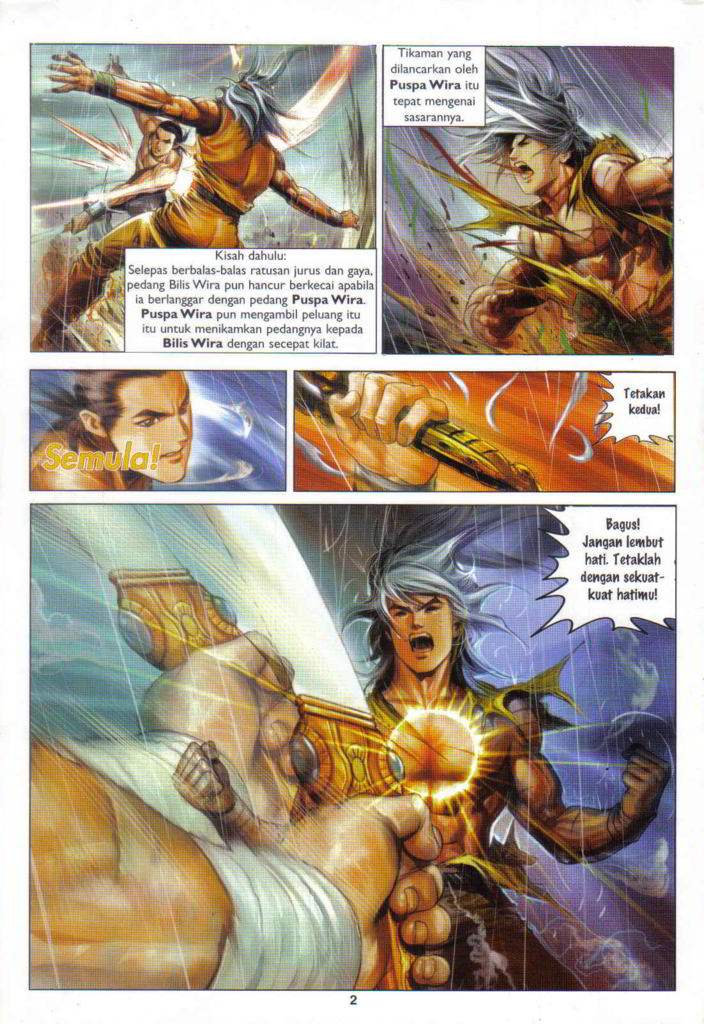 Kisah dahulu:
Selepas berbalas-balas ratusan jurus dan gaya,
pedang Bilis Wira pun hancur berkecai apabila
ia berlanggar dengan pedang Puspa Wira.
Puspa Wira pun mengambil peluang itu
itu untuk menikamkan pedangnya kepada
Bilis Wira dengan secepat kilat.
Tikaman yang
dilancarkan oleh
Puspa Wira itu
tepat mengenai
sasarannya.
Semula!
Tetakan
kedua!
Bagus!
Jangan lembut
hati. Tetaklah
dengan sekuat-
kuat hatimu!
2